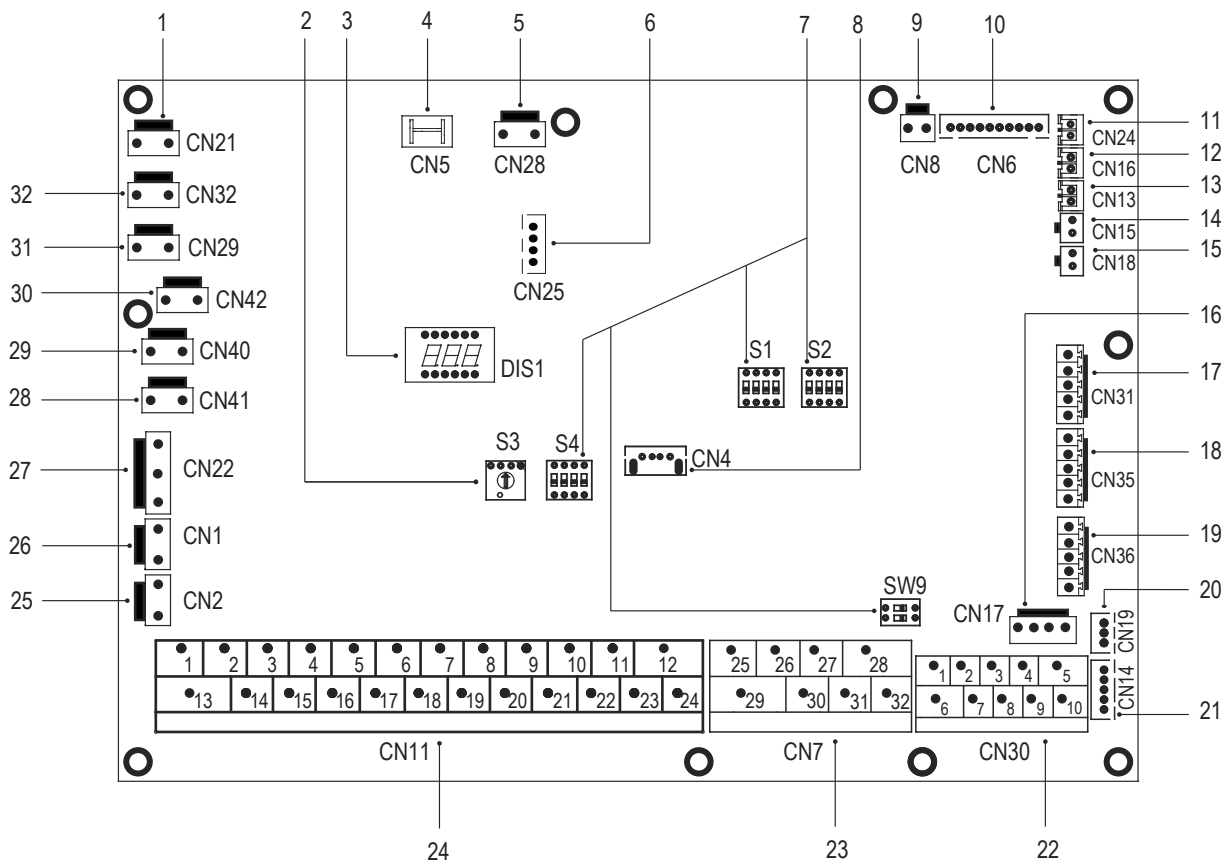 1 2 3 4 5 6 7 8 9 10
CN21 CN5 CN28 CN8 CN6 CN24 11
CN16 12
32 CN32 CN13 13
31 CN29 CN15 14
CN25 CN18 15
30 CN42
16
29 CN40 DIS1 S1 S2
28 CN41 CN31 17
27 CN22 S3 S4 CN4 CN35 18
26 CN1 CN36 19
25 CN2 SW9 CN17 CN19 20
1 2 3 4 5 6 7 8 9 10 11 12 25 26 27 28 1 2 3 4 5
13 14 15 16 17 18 19 20 21 22 23 24 29 30 31 32 6 7 8 9 10 CN14
21
CN11 CN7 CN30
24 23 22